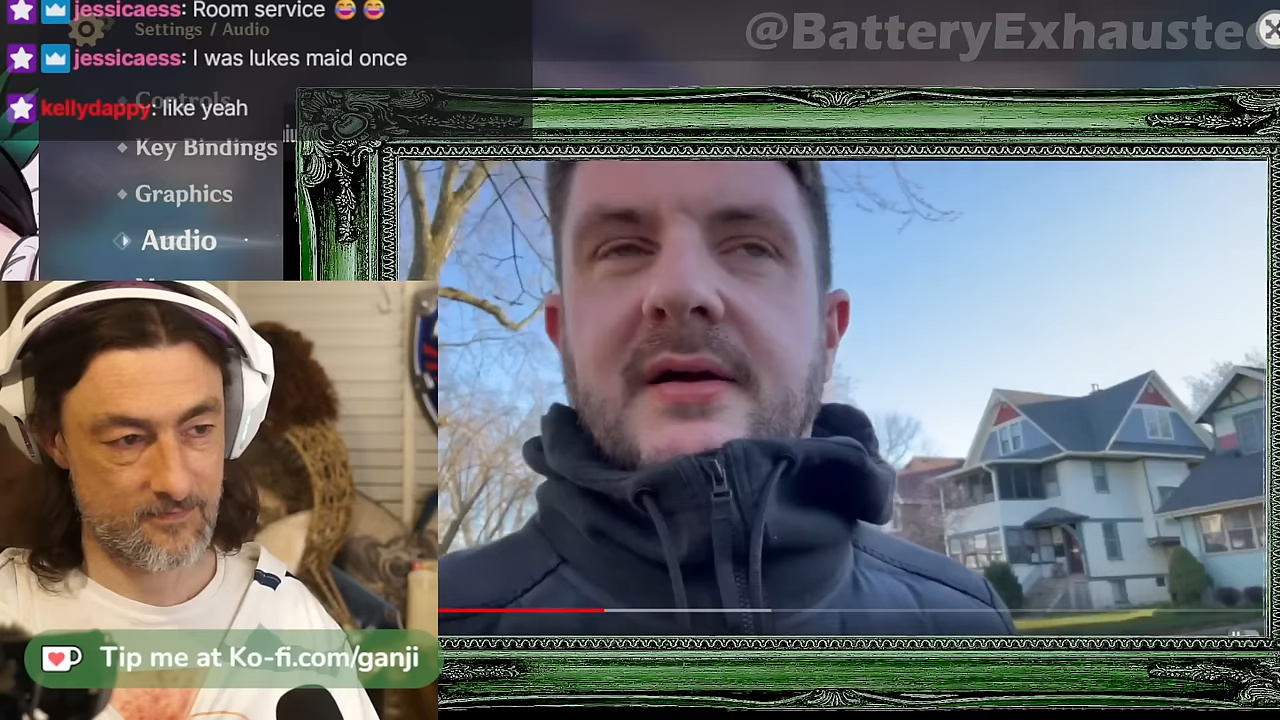 jessicaess: Room service 😂😂
Settings / Audio
@BatteryExhausted
jessicaess: I was lukes maid once
Controls
kellydappy: like yeah
Key Bindings
Graphics
Audio
Tip me at Ko-fi.com/ganji